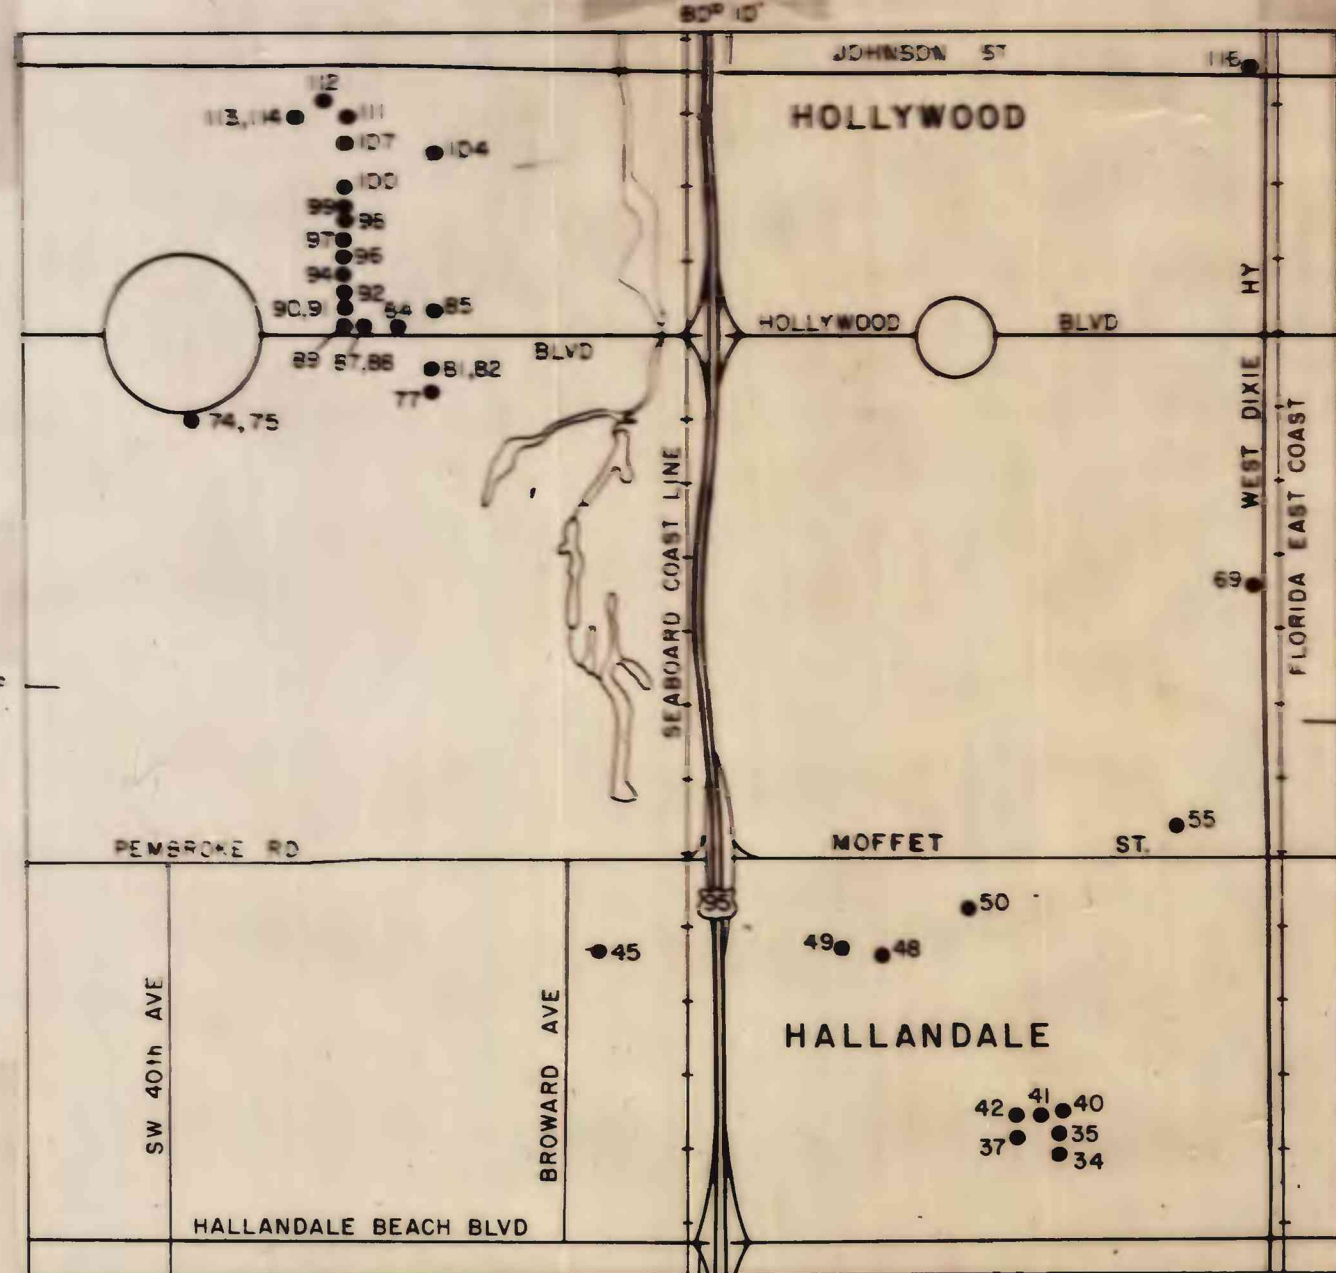 80° 10'
JOHNSON ST
116
112
113,114
111
HOLLYWOOD
107
104
100
99
98
97
96
94
92
90,91
84
85
HOLLYWOOD
BLVD
89
87,88
BLVD
81,82
77
74,75
WEST DIXIE HY
FLORIDA EAST COAST
SEABOARD COAST LINE
69
55
PEMBROKE RD
MOFFET
ST.
95
50
49
48
45
SW 40th AVE
BROWARD AVE
HALLANDALE
42
41
40
37
35
34
HALLANDALE BEACH BLVD